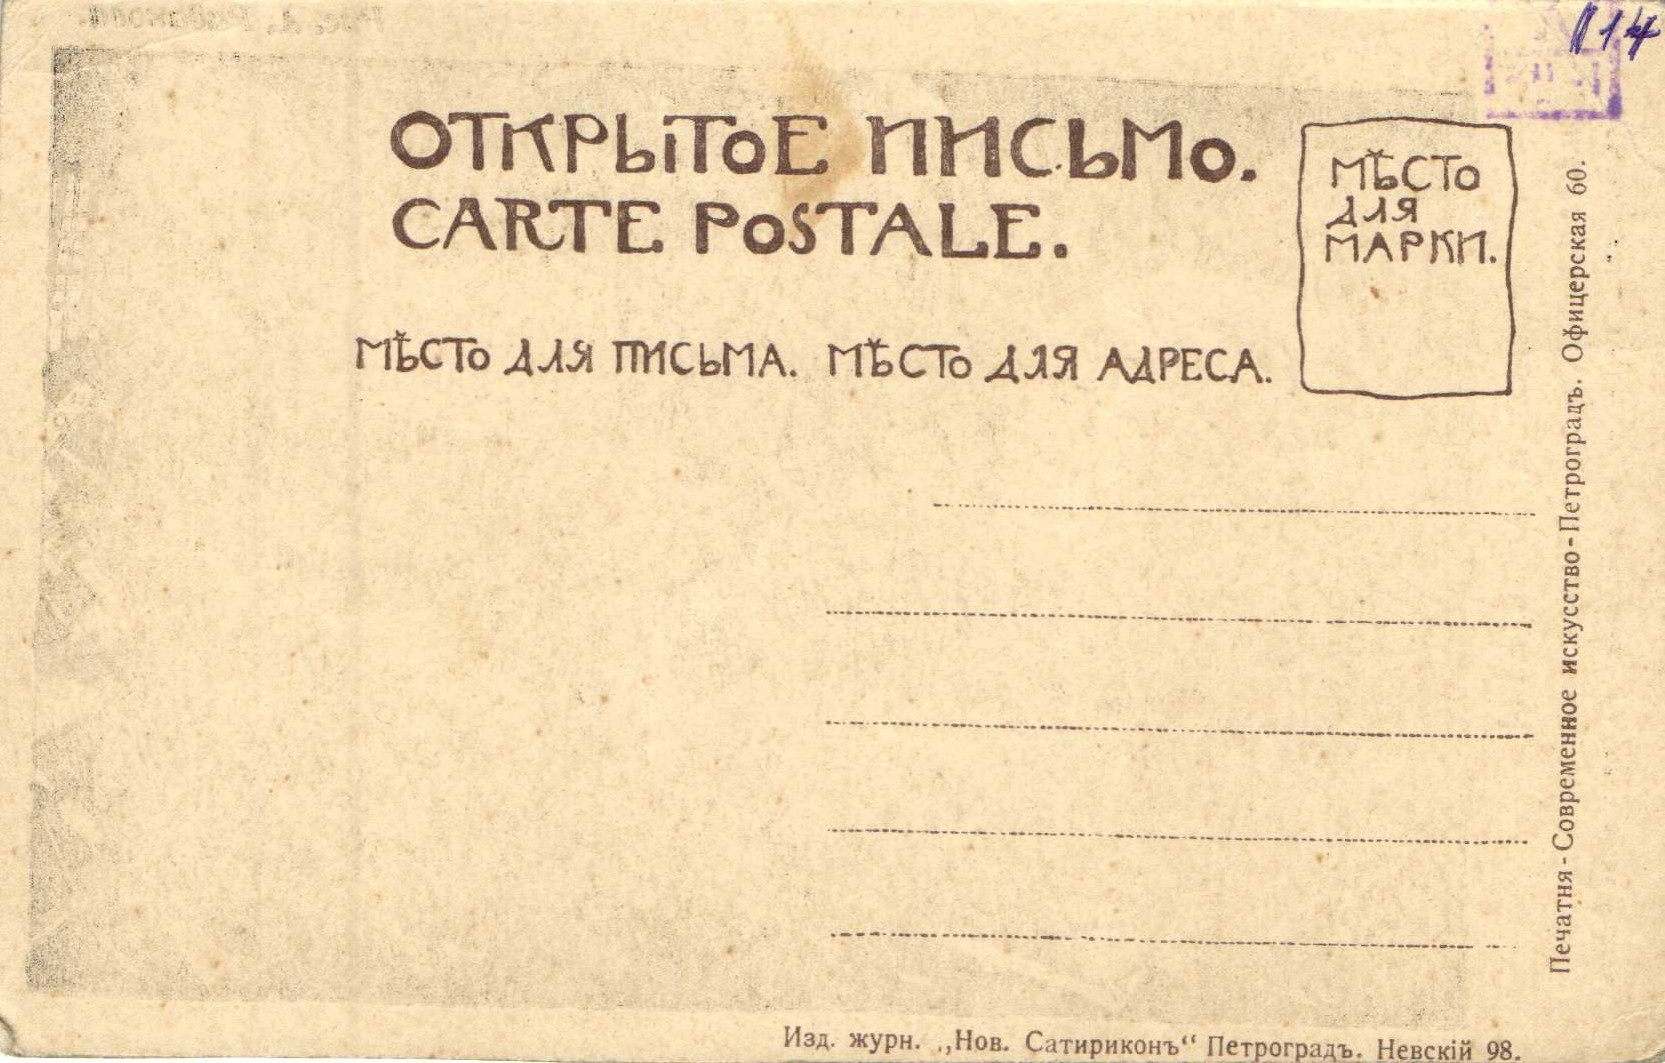 114
ОТКРЫТОЕ ПИСЬМО.
CARTE POSTALE.
МѢСТО
ДЛЯ
МАРКИ.
МѢСТО ДЛЯ ПИСЬМА. МѢСТО ДЛЯ АДРЕСА.
Печатня - Современное искусство - Петроградъ. Офицерская 60.
Изд. журн. „Нов. Сатириконъ“ Петроградъ. Невскій 98.